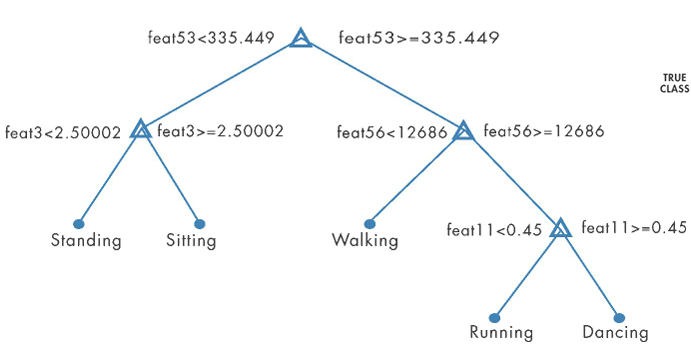 feat53<335.449
feat53>=335.449
TRUE
CLASS
feat3<2.50002
feat3>=2.50002
feat56<12686
feat56>=12686
Standing
Sitting
Walking
feat11<0.45
feat11>=0.45
Running
Dancing